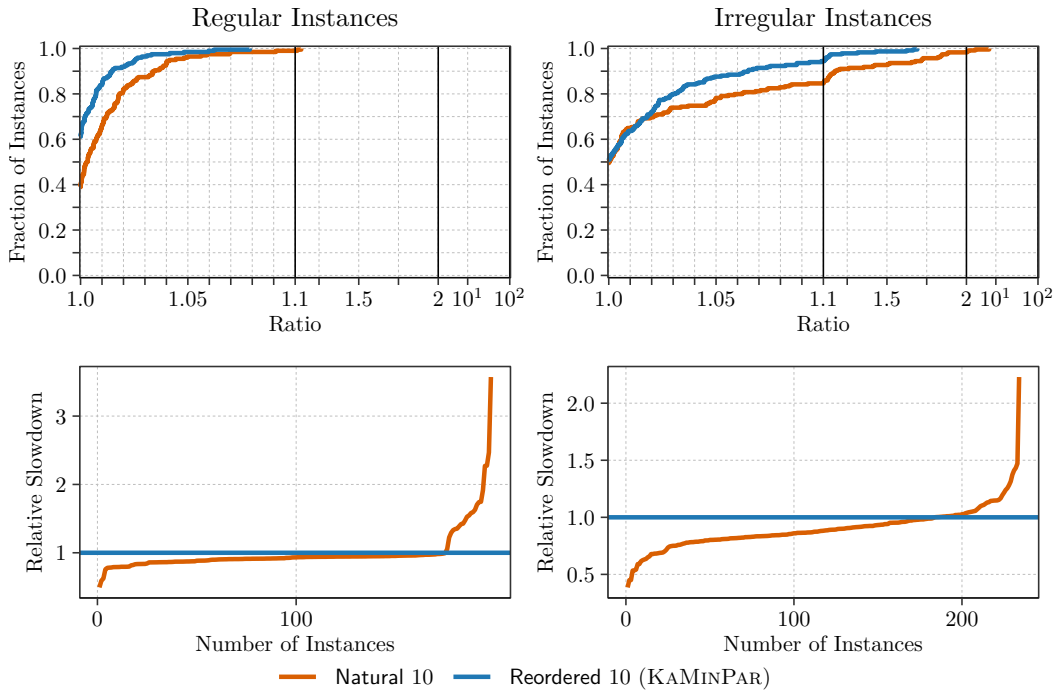 Regular Instances
Irregular Instances
Fraction of Instances
1.0
0.8
0.6
0.4
0.2
0.0
1.0 1.05 1.1 1.5 2 10¹ 10²
Ratio
Fraction of Instances
1.0
0.8
0.6
0.4
0.2
0.0
1.0 1.05 1.1 1.5 2 10¹ 10²
Ratio
Relative Slowdown
3
2
1
0 100
Number of Instances
Relative Slowdown
2.0
1.5
1.0
0.5
0 100 200
Number of Instances
Natural 10 Reordered 10 (KAMINPAR)